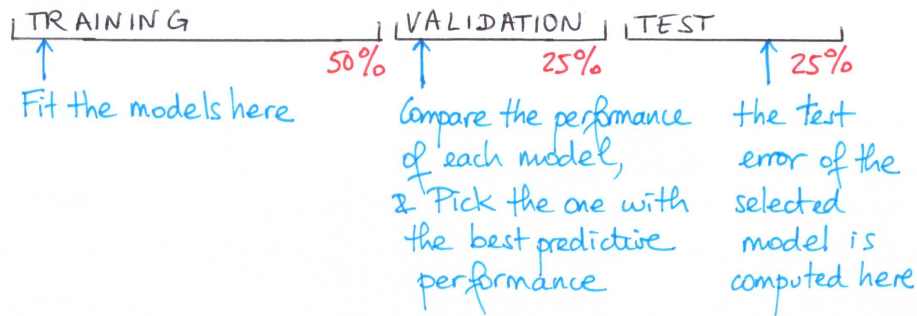 TRAINING
50%
Fit the models here
VALIDATION
25%
Compare the performance
of each model,
& Pick the one with
the best predictive
performance
TEST
25%
the test
error of the
selected
model is
computed here